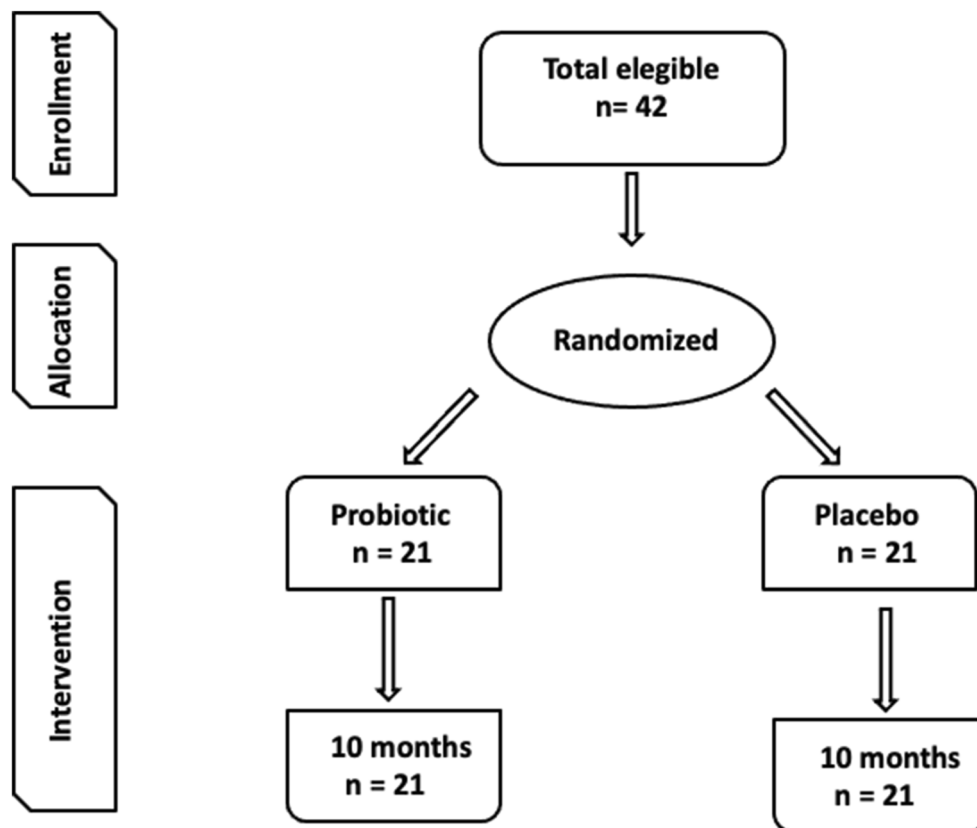 Enrollment
Total elegible
n= 42
Allocation
Randomized
Intervention
Probiotic
n = 21
Placebo
n = 21
10 months
n = 21
10 months
n = 21